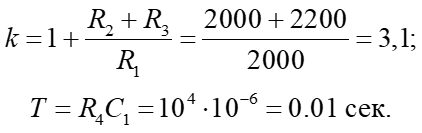 k = 1 + (R₂ + R₃)/R₁ = (2000 + 2200)/2000 = 3,1;
T = R₄C₁ = 10⁴ · 10⁻⁶ = 0.01 сек.